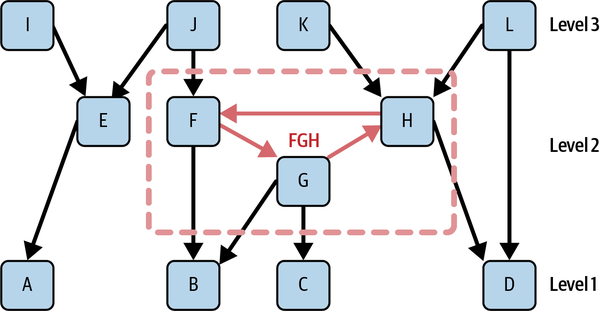 I J K L Level 3
E F H
FGH
Level 2
G
A B C D Level 1